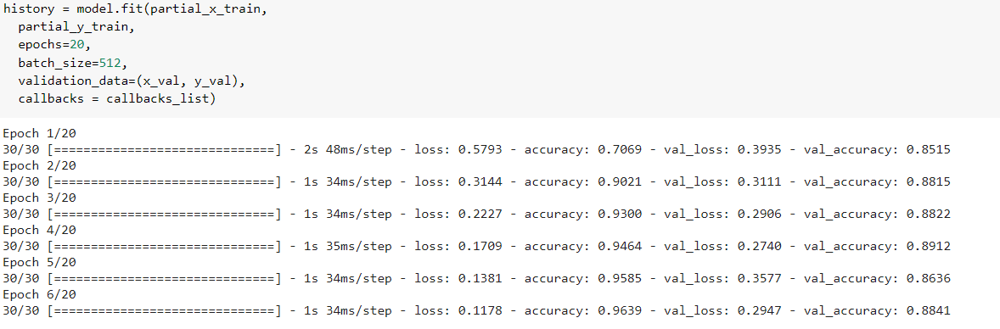 history = model.fit(partial_x_train,
  partial_y_train,
  epochs=20,
  batch_size=512,
  validation_data=(x_val, y_val),
  callbacks = callbacks_list)
Epoch 1/20
30/30 [==============================] - 2s 48ms/step - loss: 0.5793 - accuracy: 0.7069 - val_loss: 0.3935 - val_accuracy: 0.8515
Epoch 2/20
30/30 [==============================] - 1s 34ms/step - loss: 0.3144 - accuracy: 0.9021 - val_loss: 0.3111 - val_accuracy: 0.8815
Epoch 3/20
30/30 [==============================] - 1s 34ms/step - loss: 0.2227 - accuracy: 0.9300 - val_loss: 0.2906 - val_accuracy: 0.8822
Epoch 4/20
30/30 [==============================] - 1s 35ms/step - loss: 0.1709 - accuracy: 0.9464 - val_loss: 0.2740 - val_accuracy: 0.8912
Epoch 5/20
30/30 [==============================] - 1s 34ms/step - loss: 0.1381 - accuracy: 0.9585 - val_loss: 0.3577 - val_accuracy: 0.8636
Epoch 6/20
30/30 [==============================] - 1s 34ms/step - loss: 0.1178 - accuracy: 0.9639 - val_loss: 0.2947 - val_accuracy: 0.8841